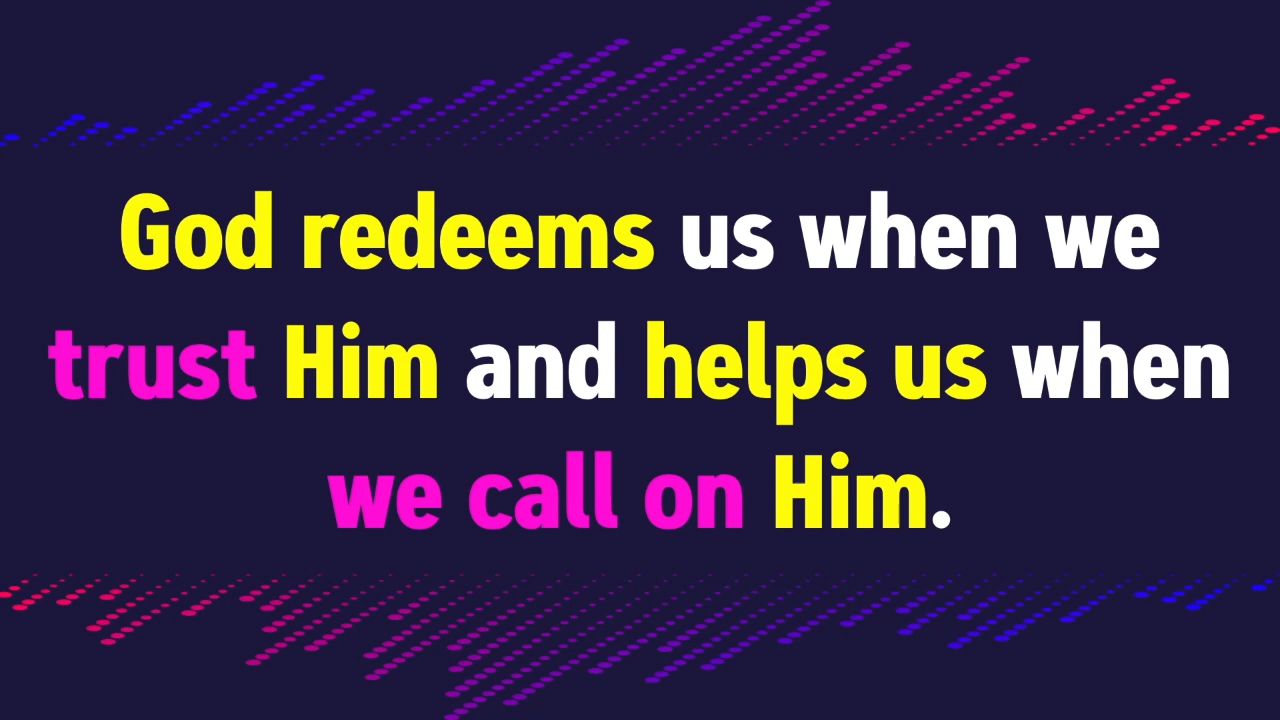 God redeems us when we
trust Him and helps us when
we call on Him.